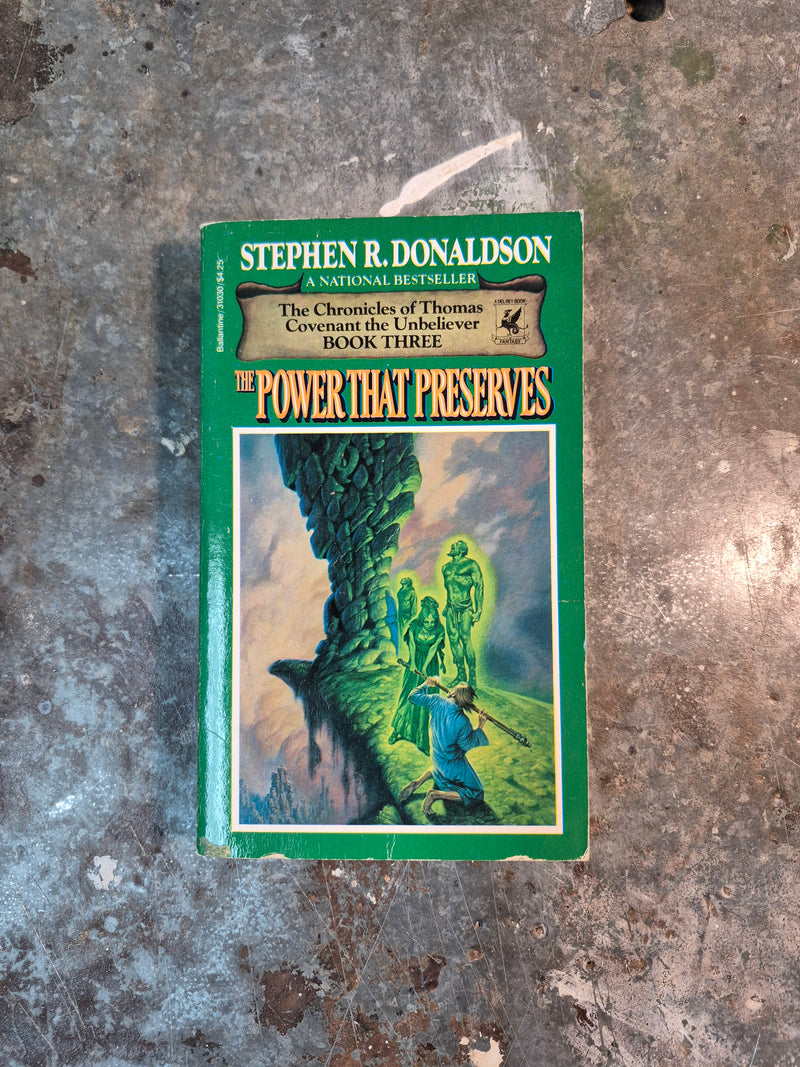 STEPHEN R. DONALDSON
A NATIONAL BESTSELLER
The Chronicles of Thomas
Covenant the Unbeliever
BOOK THREE
A DEL REY BOOK
FANTASY
THE POWER THAT PRESERVES
Ballantine/31030/$4.25